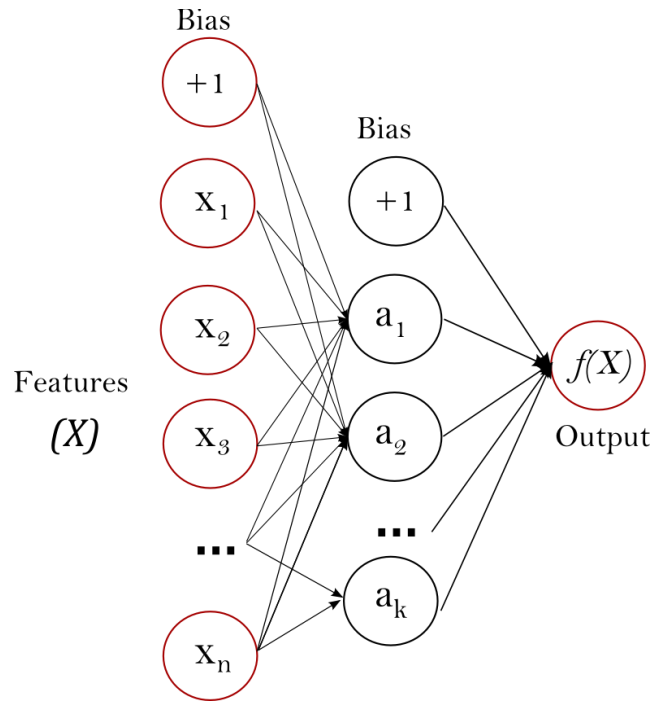 Bias
+1
x₁
x₂
x₃
...
xₙ
Features
(X)
Bias
+1
a₁
a₂
...
aₖ
f(X)
Output